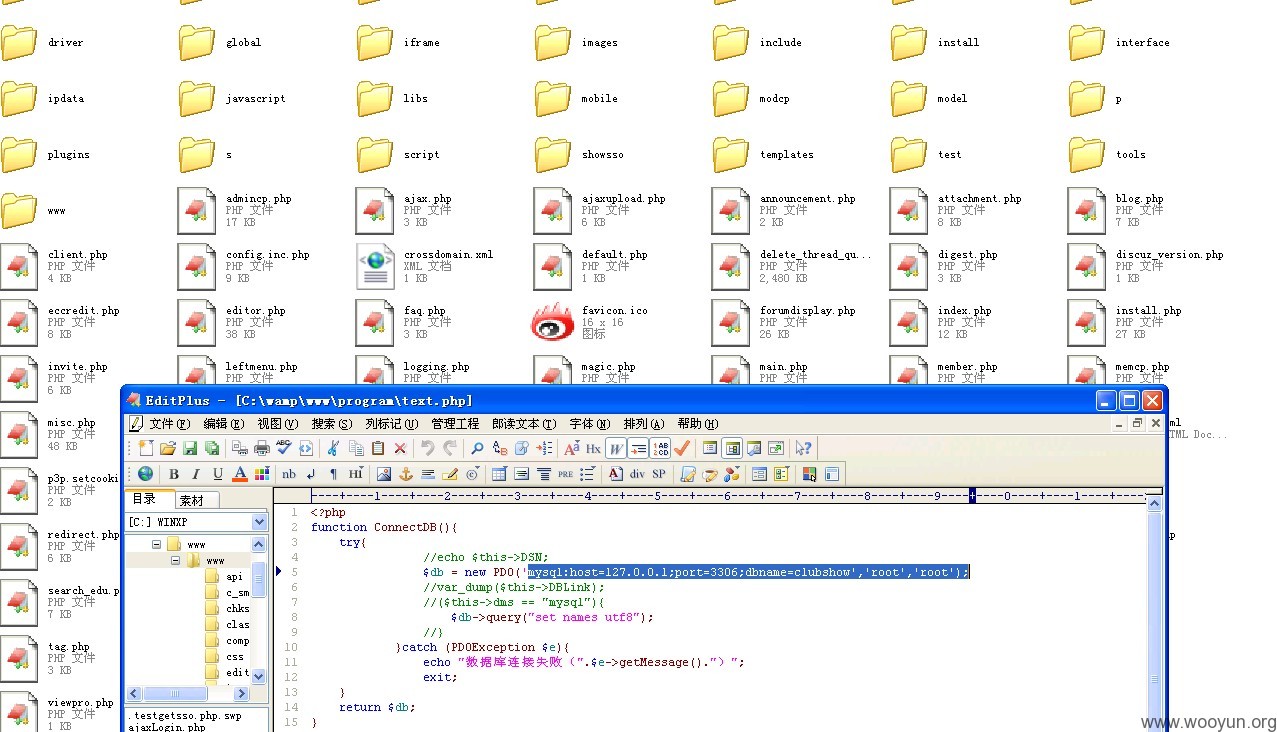 driver
global
iframe
images
include
install
interface
ipdata
javascript
libs
mobile
modcp
model
p
plugins
s
script
showsso
templates
test
tools
www
admincp.php
PHP 文件
17 KB
ajax.php
PHP 文件
3 KB
ajaxupload.php
PHP 文件
6 KB
announcement.php
PHP 文件
2 KB
attachment.php
PHP 文件
8 KB
blog.php
PHP 文件
7 KB
client.php
PHP 文件
4 KB
config.inc.php
PHP 文件
9 KB
crossdomain.xml
XML 文档
1 KB
default.php
PHP 文件
1 KB
delete_thread_qu...
PHP 文件
2,480 KB
digest.php
PHP 文件
3 KB
discuz_version.php
PHP 文件
1 KB
eccredit.php
PHP 文件
8 KB
editor.php
PHP 文件
38 KB
faq.php
PHP 文件
3 KB
favicon.ico
16 x 16
图标
forumdisplay.php
PHP 文件
26 KB
index.php
PHP 文件
12 KB
install.php
PHP 文件
27 KB
invite.php
PHP 文件
6 KB
leftmenu.php
PHP 文件
logging.php
PHP 文件
magic.php
PHP 文件
main.php
PHP 文件
member.php
PHP 文件
memcp.php
PHP 文件
misc.php
PHP 文件
48 KB
p3p.setcooki
PHP 文件
2 KB
redirect.php
PHP 文件
6 KB
search_edu.p
PHP 文件
7 KB
tag.php
PHP 文件
3 KB
viewpro.php
PHP 文件
1 KB
ml
TML Doc...
p
EditPlus - [C:\wamp\www\program\text.php]
文件(F) 编辑(E) 视图(V) 搜索(S) 列标记(U) 管理工程 郎读文本(T) 字体(N) 排列(A) 帮助(H)
ABC A Hx W
B I U A nb ¶ Hi PRE A div SP
目录 素材
[C:] WINXP
www
www
api
c_sm
chks
clas
comp
css
edit
.testgetsso.php.swp
ajaxLogin.php
1 2 3 4 5 6 7 8 9 0 1
1 <?php
2 function ConnectDB(){
3 try{
4 //echo $this->DSN;
5 $db = new PDO('mysql:host=127.0.0.1;port=3306;dbname=clubshow','root','root');
6 //var_dump($this->DBLink);
7 //($this->dms == "mysql"){
8 $db->query("set names utf8");
9 //}
10 }catch (PDOException $e){
11 echo "数据库连接失败（".$e->getMessage()."）";
12 exit;
13 }
14 return $db;
15 }
www.wooyun.org